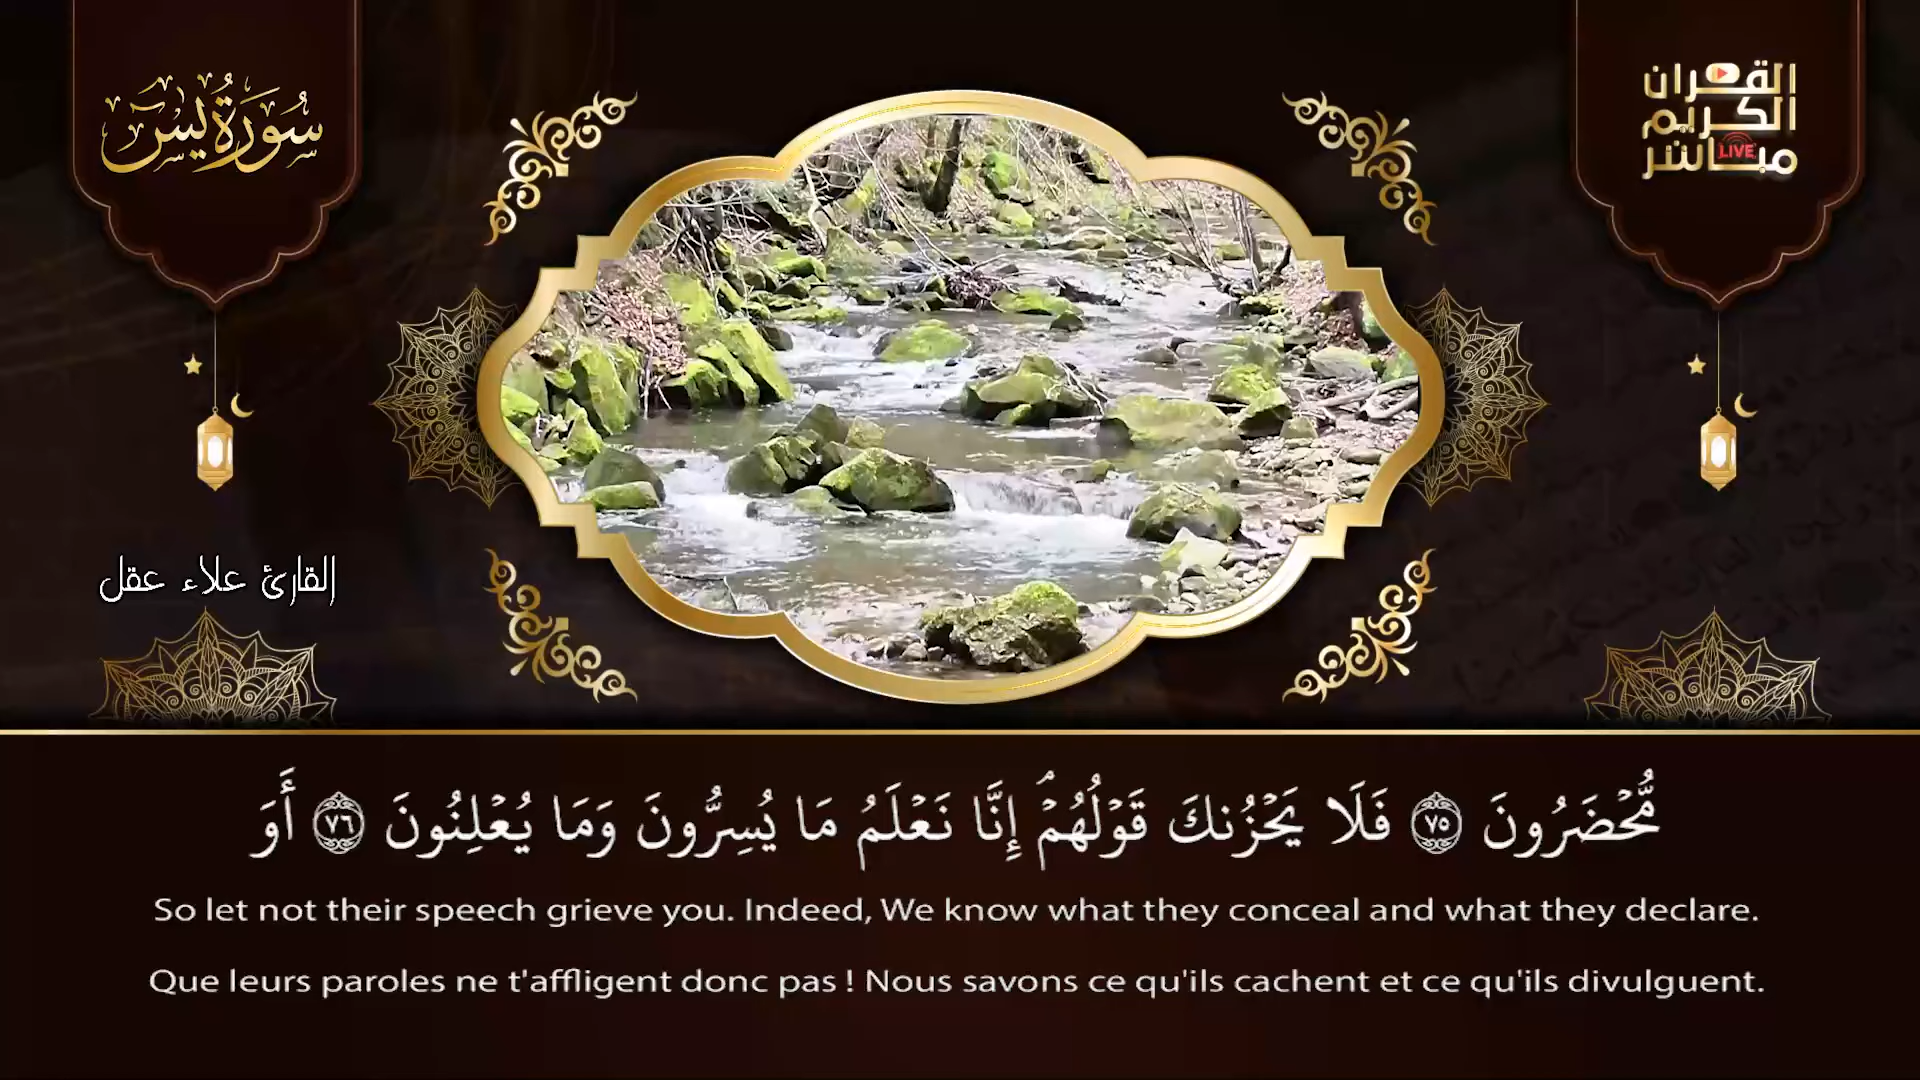 سُورَةُ يس
القرآن
الكريم
مباشر
LIVE
القارئ علاء عقل
مُّحْضَرُونَ ٧٥ فَلَا يَحْزُنكَ قَوْلُهُمْ ۘ إِنَّا نَعْلَمُ مَا يُسِرُّونَ وَمَا يُعْلِنُونَ ٧٦ أَوَ
So let not their speech grieve you. Indeed, We know what they conceal and what they declare.
Que leurs paroles ne t'affligent donc pas ! Nous savons ce qu'ils cachent et ce qu'ils divulguent.